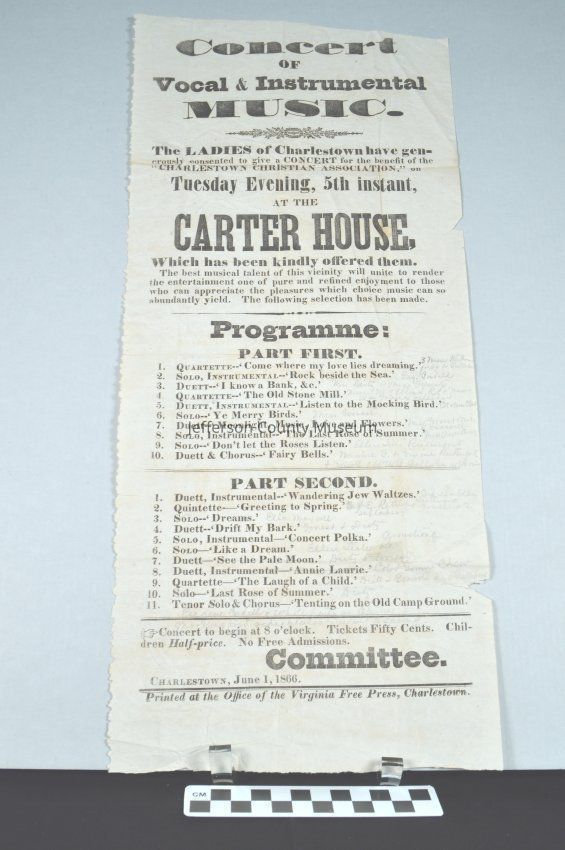 Concert
OF
Vocal & Instrumental
MUSIC.
The LADIES of Charlestown have gen-
erously consented to give a CONCERT for the benefit of the
"CHARLESTOWN CHRISTIAN ASSOCIATION," on
Tuesday Evening, 5th instant,
AT THE
CARTER HOUSE,
Which has been kindly offered them.
The best musical talent of this vicinity will unite to render
the entertainment one of pure and refined enjoyment to those
who can appreciate the pleasures which choice music can so
abundantly yield. The following selection has been made.
Programme:
PART FIRST.
1. QUARTETTE--'Come where my love lies dreaming.'
2. SOLO, INSTRUMENTAL--'Rock beside the Sea.'
3. DUETT--'I know a Bank, &c.'
4. QUARTETTE--'The Old Stone Mill.'
5. DUETT, INSTRUMENTAL--'Listen to the Mocking Bird.'
6. SOLO--'Ye Merry Birds.'
7. Duett--'Moonlight, Music, Love and Flowers.'
Jefferson County Museum
8. Solo, Instrumental--'The Last Rose of Summer.'
9. Solo--'Don't let the Roses Listen.'
10. Duett & Chorus--'Fairy Bells.'
PART SECOND.
1. Duett, Instrumental--'Wandering Jew Waltzes.'
2. Quintette—'Greeting to Spring.'
3. SOLO--'Dreams.'
4. Duett--'Drift My Bark.'
5. SOLO, Instrumental—'Concert Polka.'
6. SOLO—'Like a Dream.'
7. Duett—'See the Pale Moon.'
8. Duett, Instrumental—'Annie Laurie.'
9. Quartette—'The Laugh of a Child.'
10. Solo—'Last Rose of Summer.'
11. Tenor Solo & Chorus—'Tenting on the Old Camp Ground.'
☞ Concert to begin at 8 o'clock. Tickets Fifty Cents. Chil-
dren Half-price. No Free Admissions.
Committee.
CHARLESTOWN, June 1, 1866.
Printed at the Office of the Virginia Free Press, Charlestown.
CM